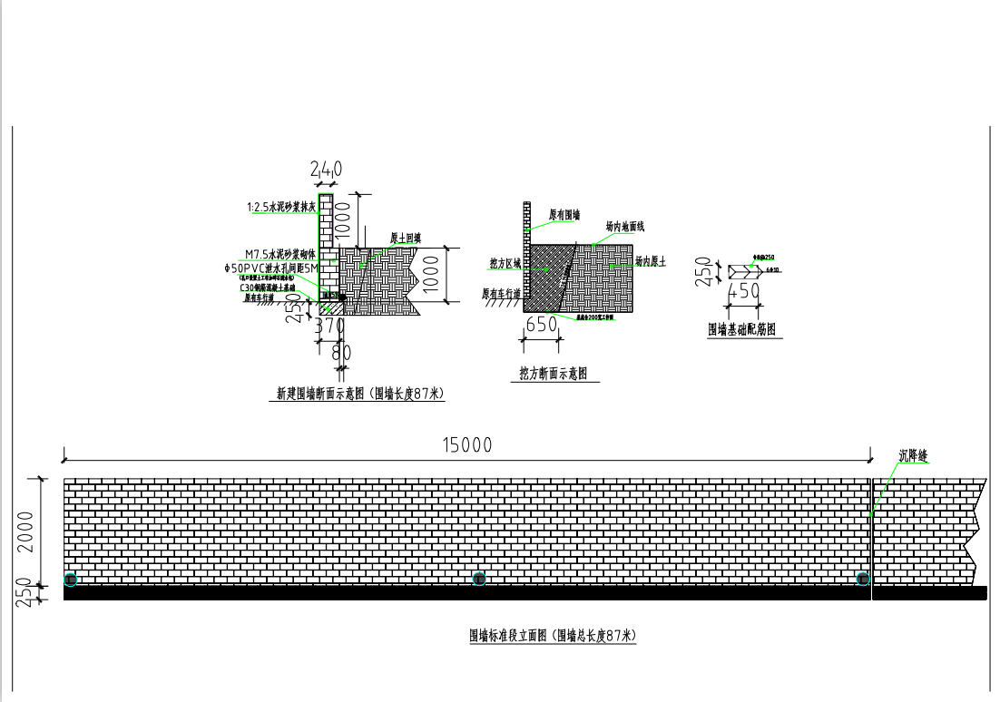 240
1:2.5水泥砂浆抹灰
1000
原土回填
M7.5水泥砂浆砌体
Φ50PVC泄水孔间距5M
C30钢筋混凝土基础
原有车行道
1000
250
370
80
新建围墙断面示意图（围墙长度87米）
原有围墙
场内地面线
挖方区域
场内原土
原有车行道
650
挖方断面示意图
Φ8@250
6Φ10
250
450
围墙基础配筋图
15000
沉降缝
2000
250
围墙标准段立面图（围墙总长度87米）